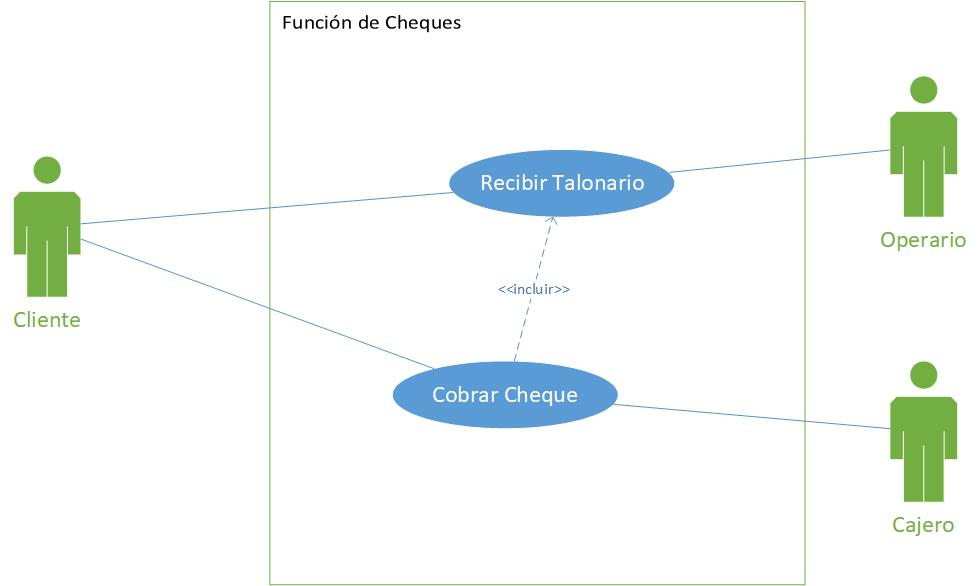 Función de Cheques
Recibir Talonario
Operario
<<incluir>>
Cliente
Cobrar Cheque
Cajero